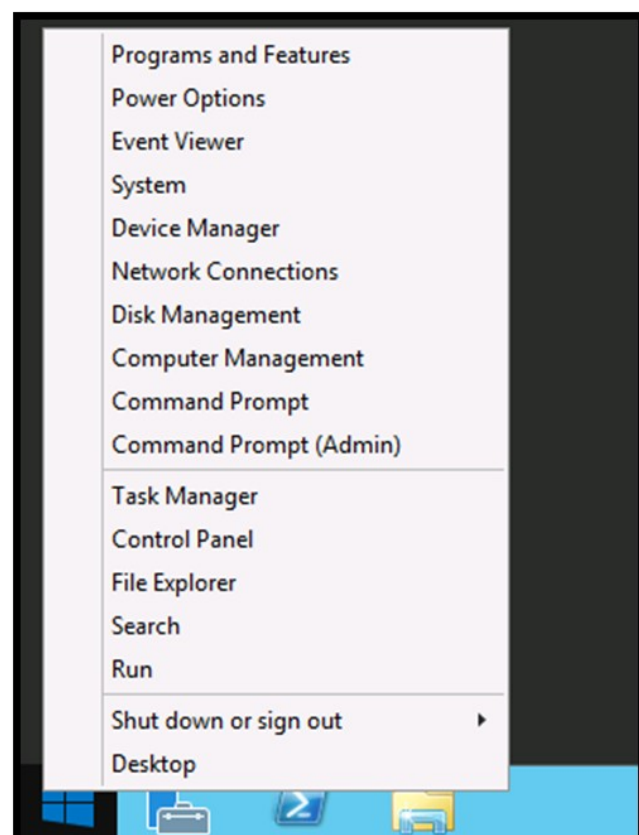 Programs and Features
Power Options
Event Viewer
System
Device Manager
Network Connections
Disk Management
Computer Management
Command Prompt
Command Prompt (Admin)
Task Manager
Control Panel
File Explorer
Search
Run
Shut down or sign out
Desktop